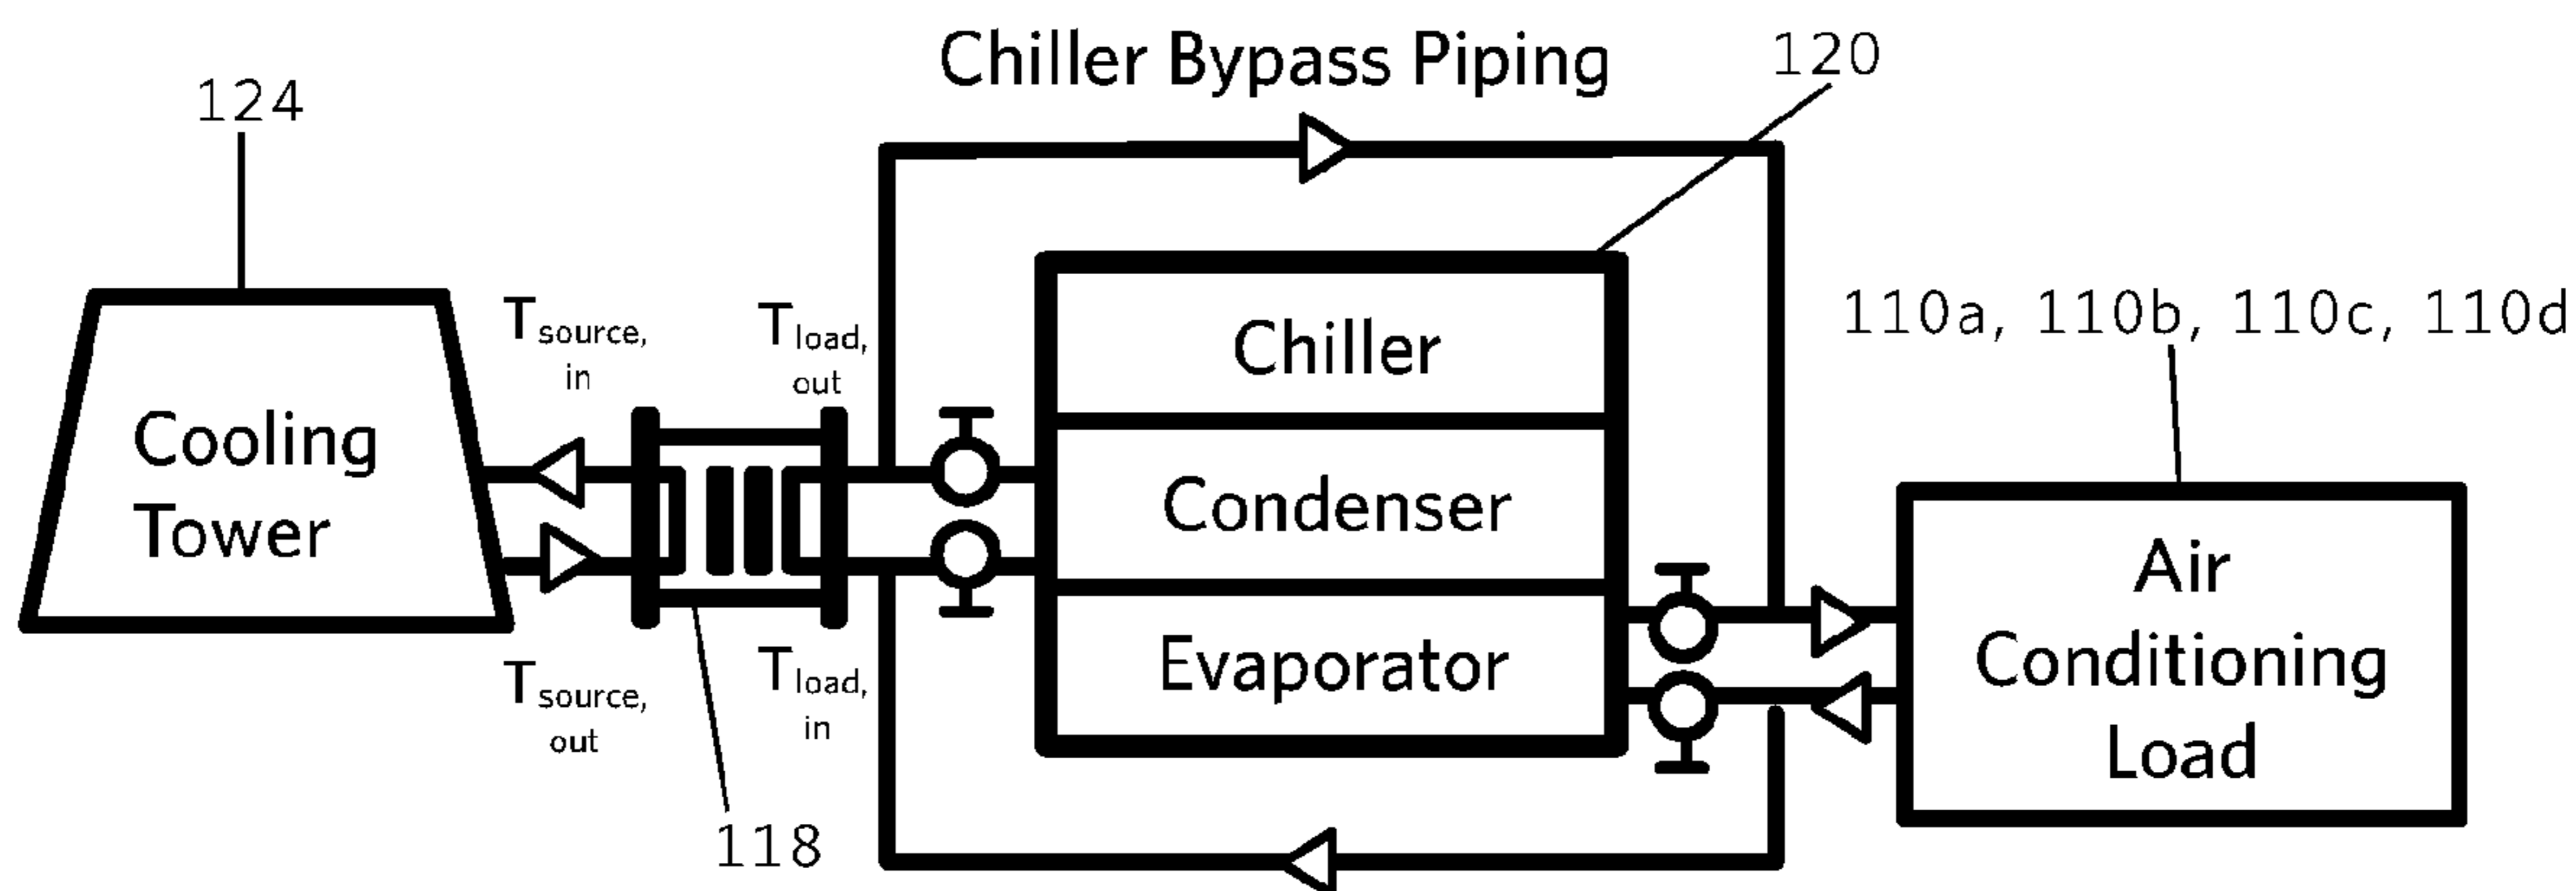 Chiller Bypass Piping
120
124
110a, 110b, 110c, 110d
Tsource,
in
Tload,
out
Chiller
Cooling
Tower
Condenser
Air
Conditioning
Load
Evaporator
Tsource,
out
Tload,
in
118